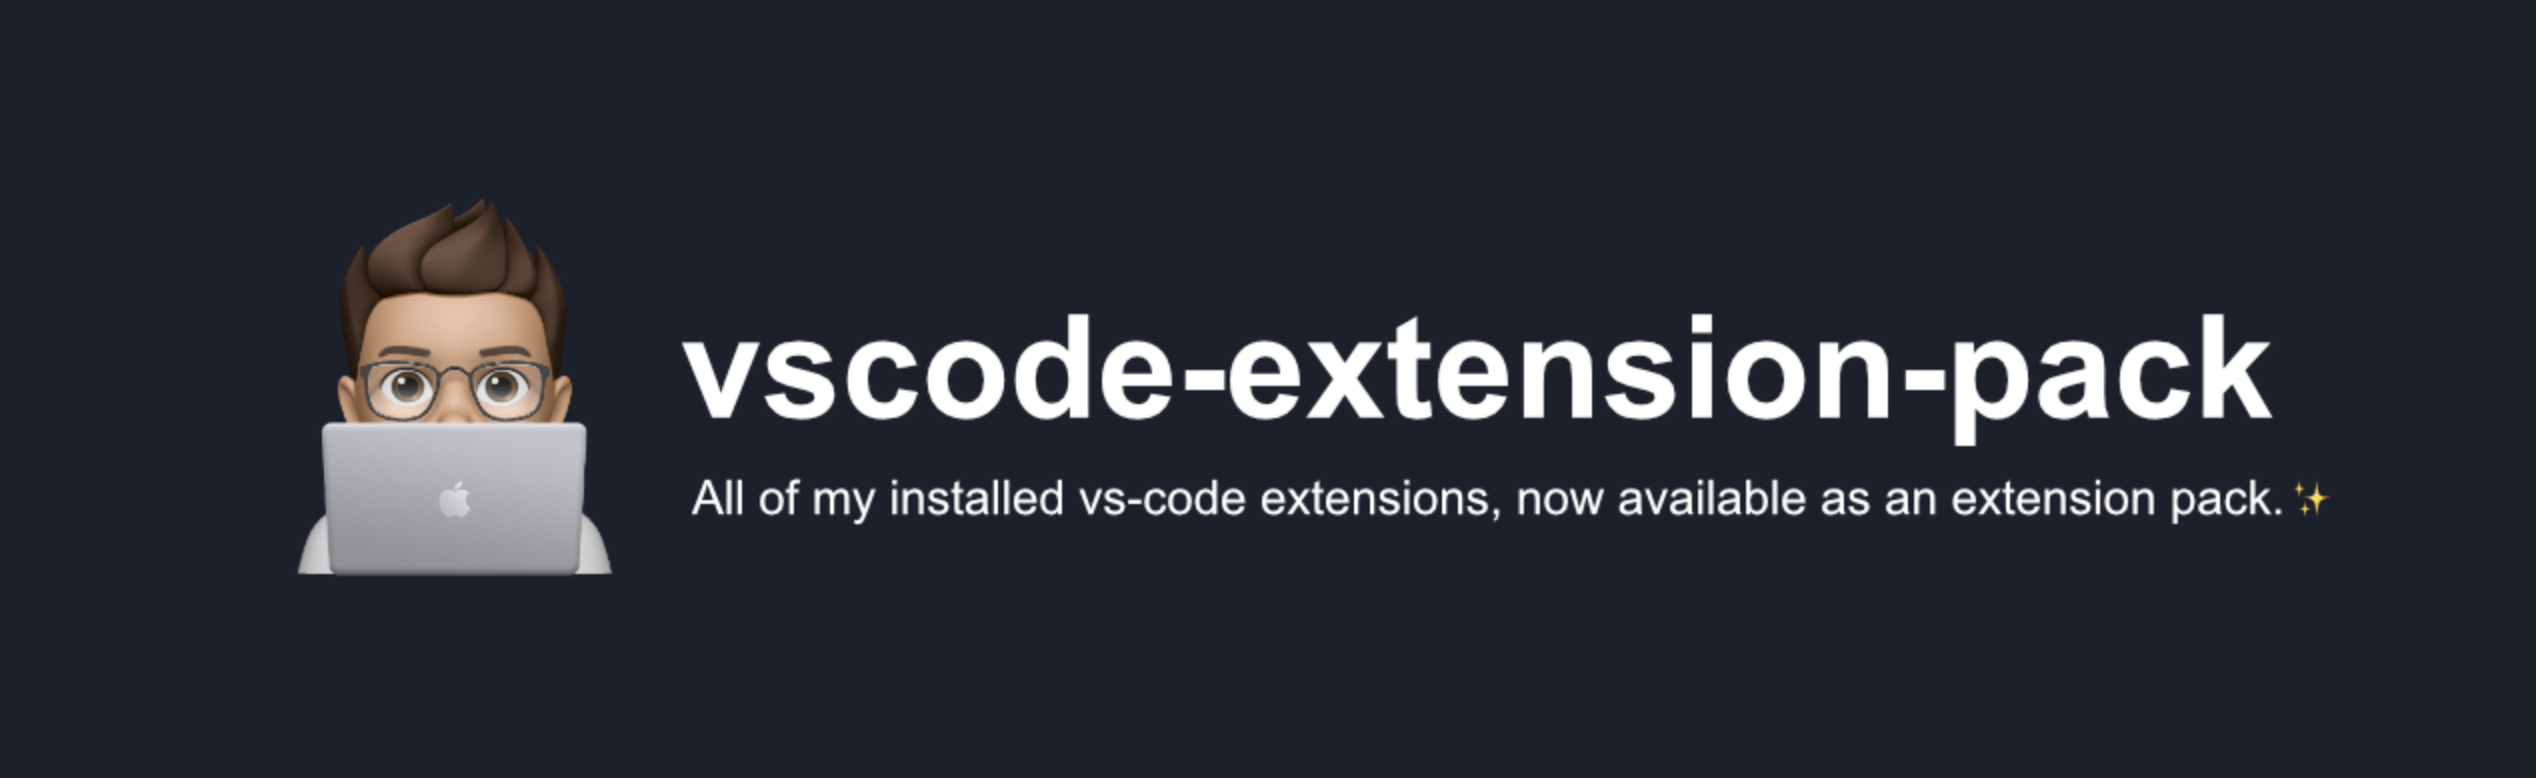 vscode-extension-pack
All of my installed vs-code extensions, now available as an extension pack. ✨